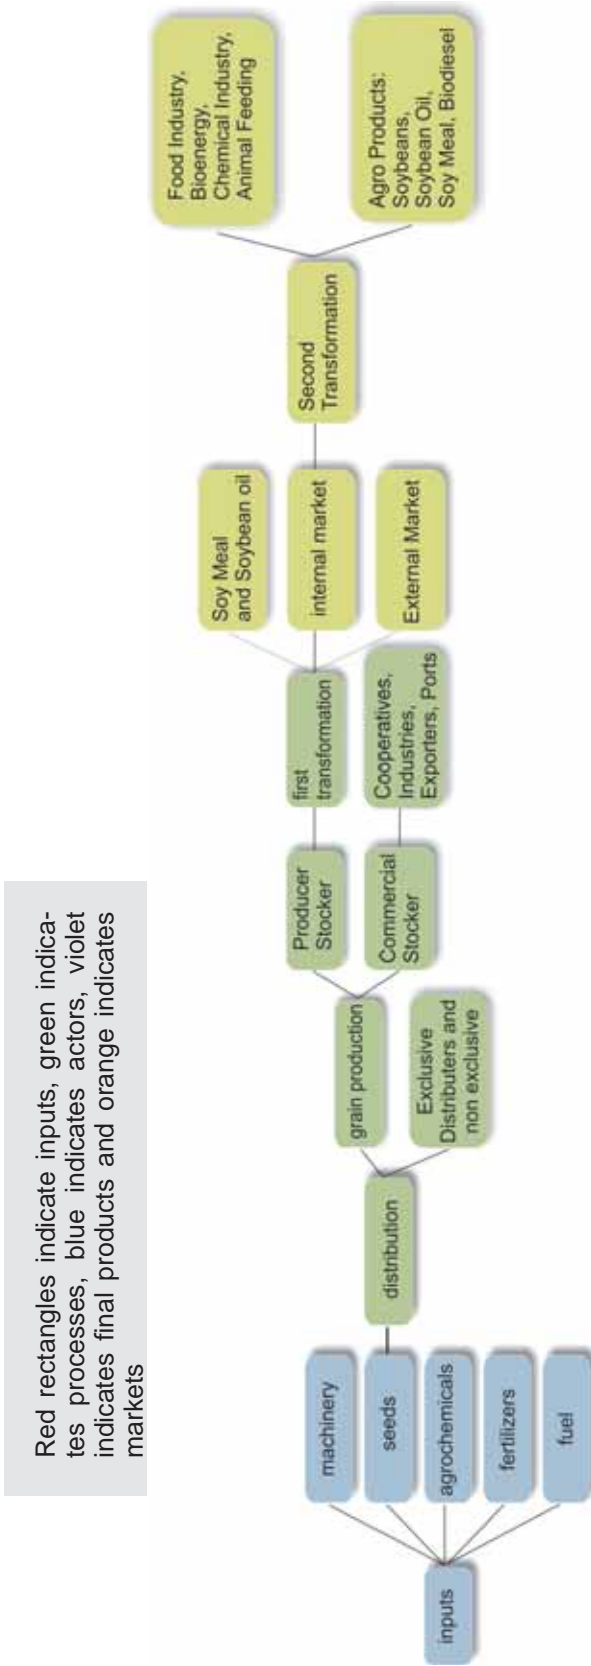 Red rectangles indicate inputs, green indica-
tes processes, blue indicates actors, violet
indicates final products and orange indicates
markets
inputs
machinery
seeds
agrochemicals
fertilizers
fuel
distribution
grain production
Exclusive
Distributers and
non exclusive
Producer
Stocker
Commercial
Stocker
first
transformation
Cooperatives,
Industries,
Exporters, Ports
Soy Meal
and Soybean oil
internal market
External Market
Second
Transformation
Food Industry,
Bioenergy,
Chemical Industry,
Animal Feeding
Agro Products:
Soybeans,
Soybean Oil,
Soy Meal, Biodiesel